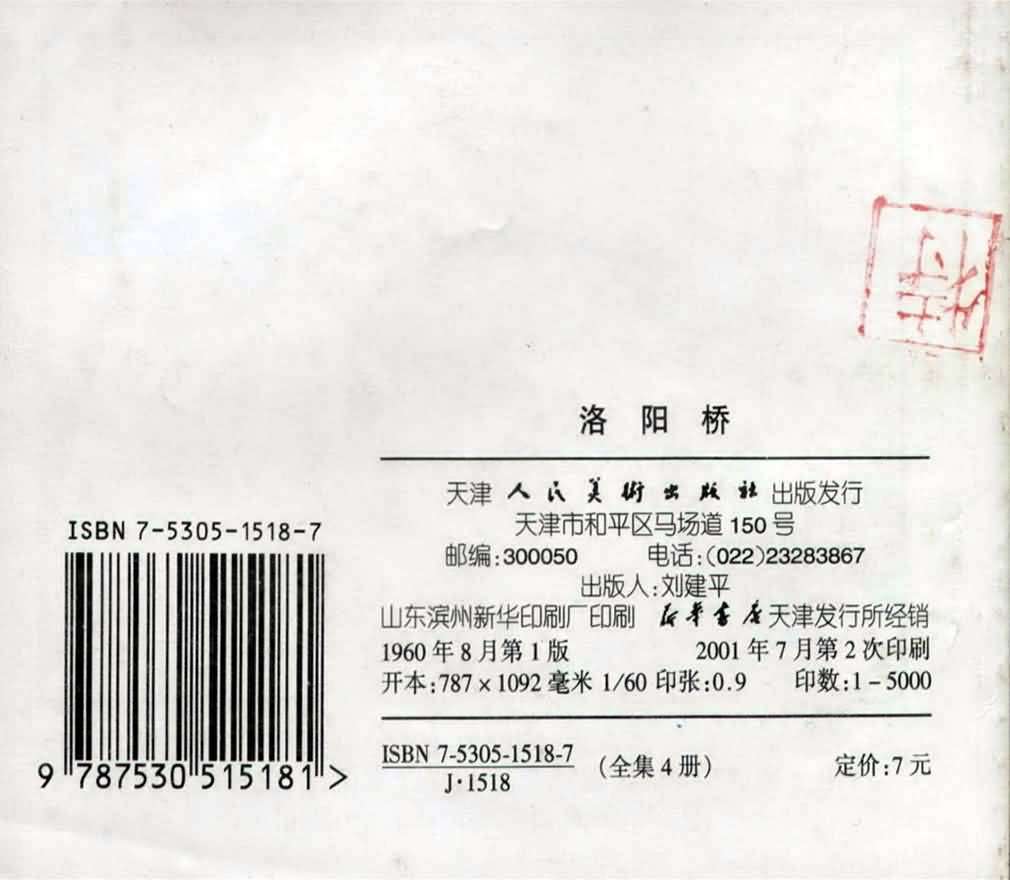 洛阳桥
天津人民美術出版社出版发行
天津市和平区马场道150号
邮编:300050 电话:(022)23283867
出版人:刘建平
山东滨州新华印刷厂印刷 新华书店天津发行所经销
1960年8月第1版 2001年7月第2次印刷
开本:787×1092毫米 1/60 印张:0.9 印数:1-5000
ISBN 7-5305-1518-7
J·1518
(全集4册) 定价:7元
ISBN 7-5305-1518-7
9 787530 515181 >